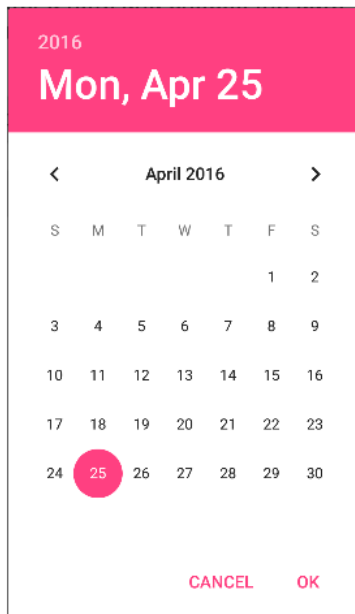 2016
Mon, Apr 25
April 2016
S M T W T F S
1 2
3 4 5 6 7 8 9
10 11 12 13 14 15 16
17 18 19 20 21 22 23
24 25 26 27 28 29 30
CANCEL OK